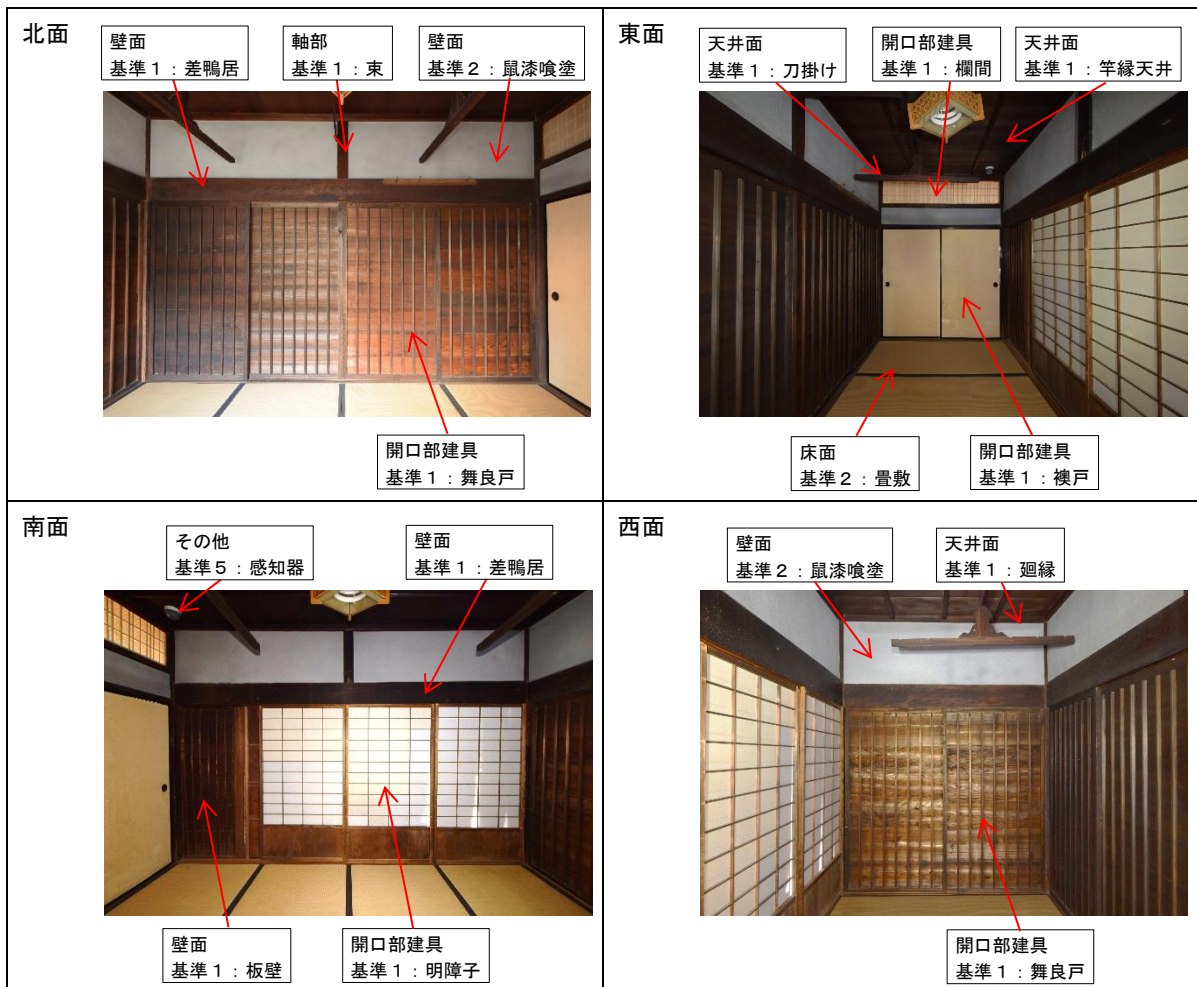 北面
壁面
基準１：差鴨居
軸部
基準１：束
壁面
基準２：鼠漆喰塗
開口部建具
基準１：舞良戸
東面
天井面
基準１：刀掛け
開口部建具
基準１：欄間
天井面
基準１：竿縁天井
床面
基準２：畳敷
開口部建具
基準１：襖戸
南面
その他
基準５：感知器
壁面
基準１：差鴨居
壁面
基準１：板壁
開口部建具
基準１：明障子
西面
壁面
基準２：鼠漆喰塗
天井面
基準１：廻縁
開口部建具
基準１：舞良戸